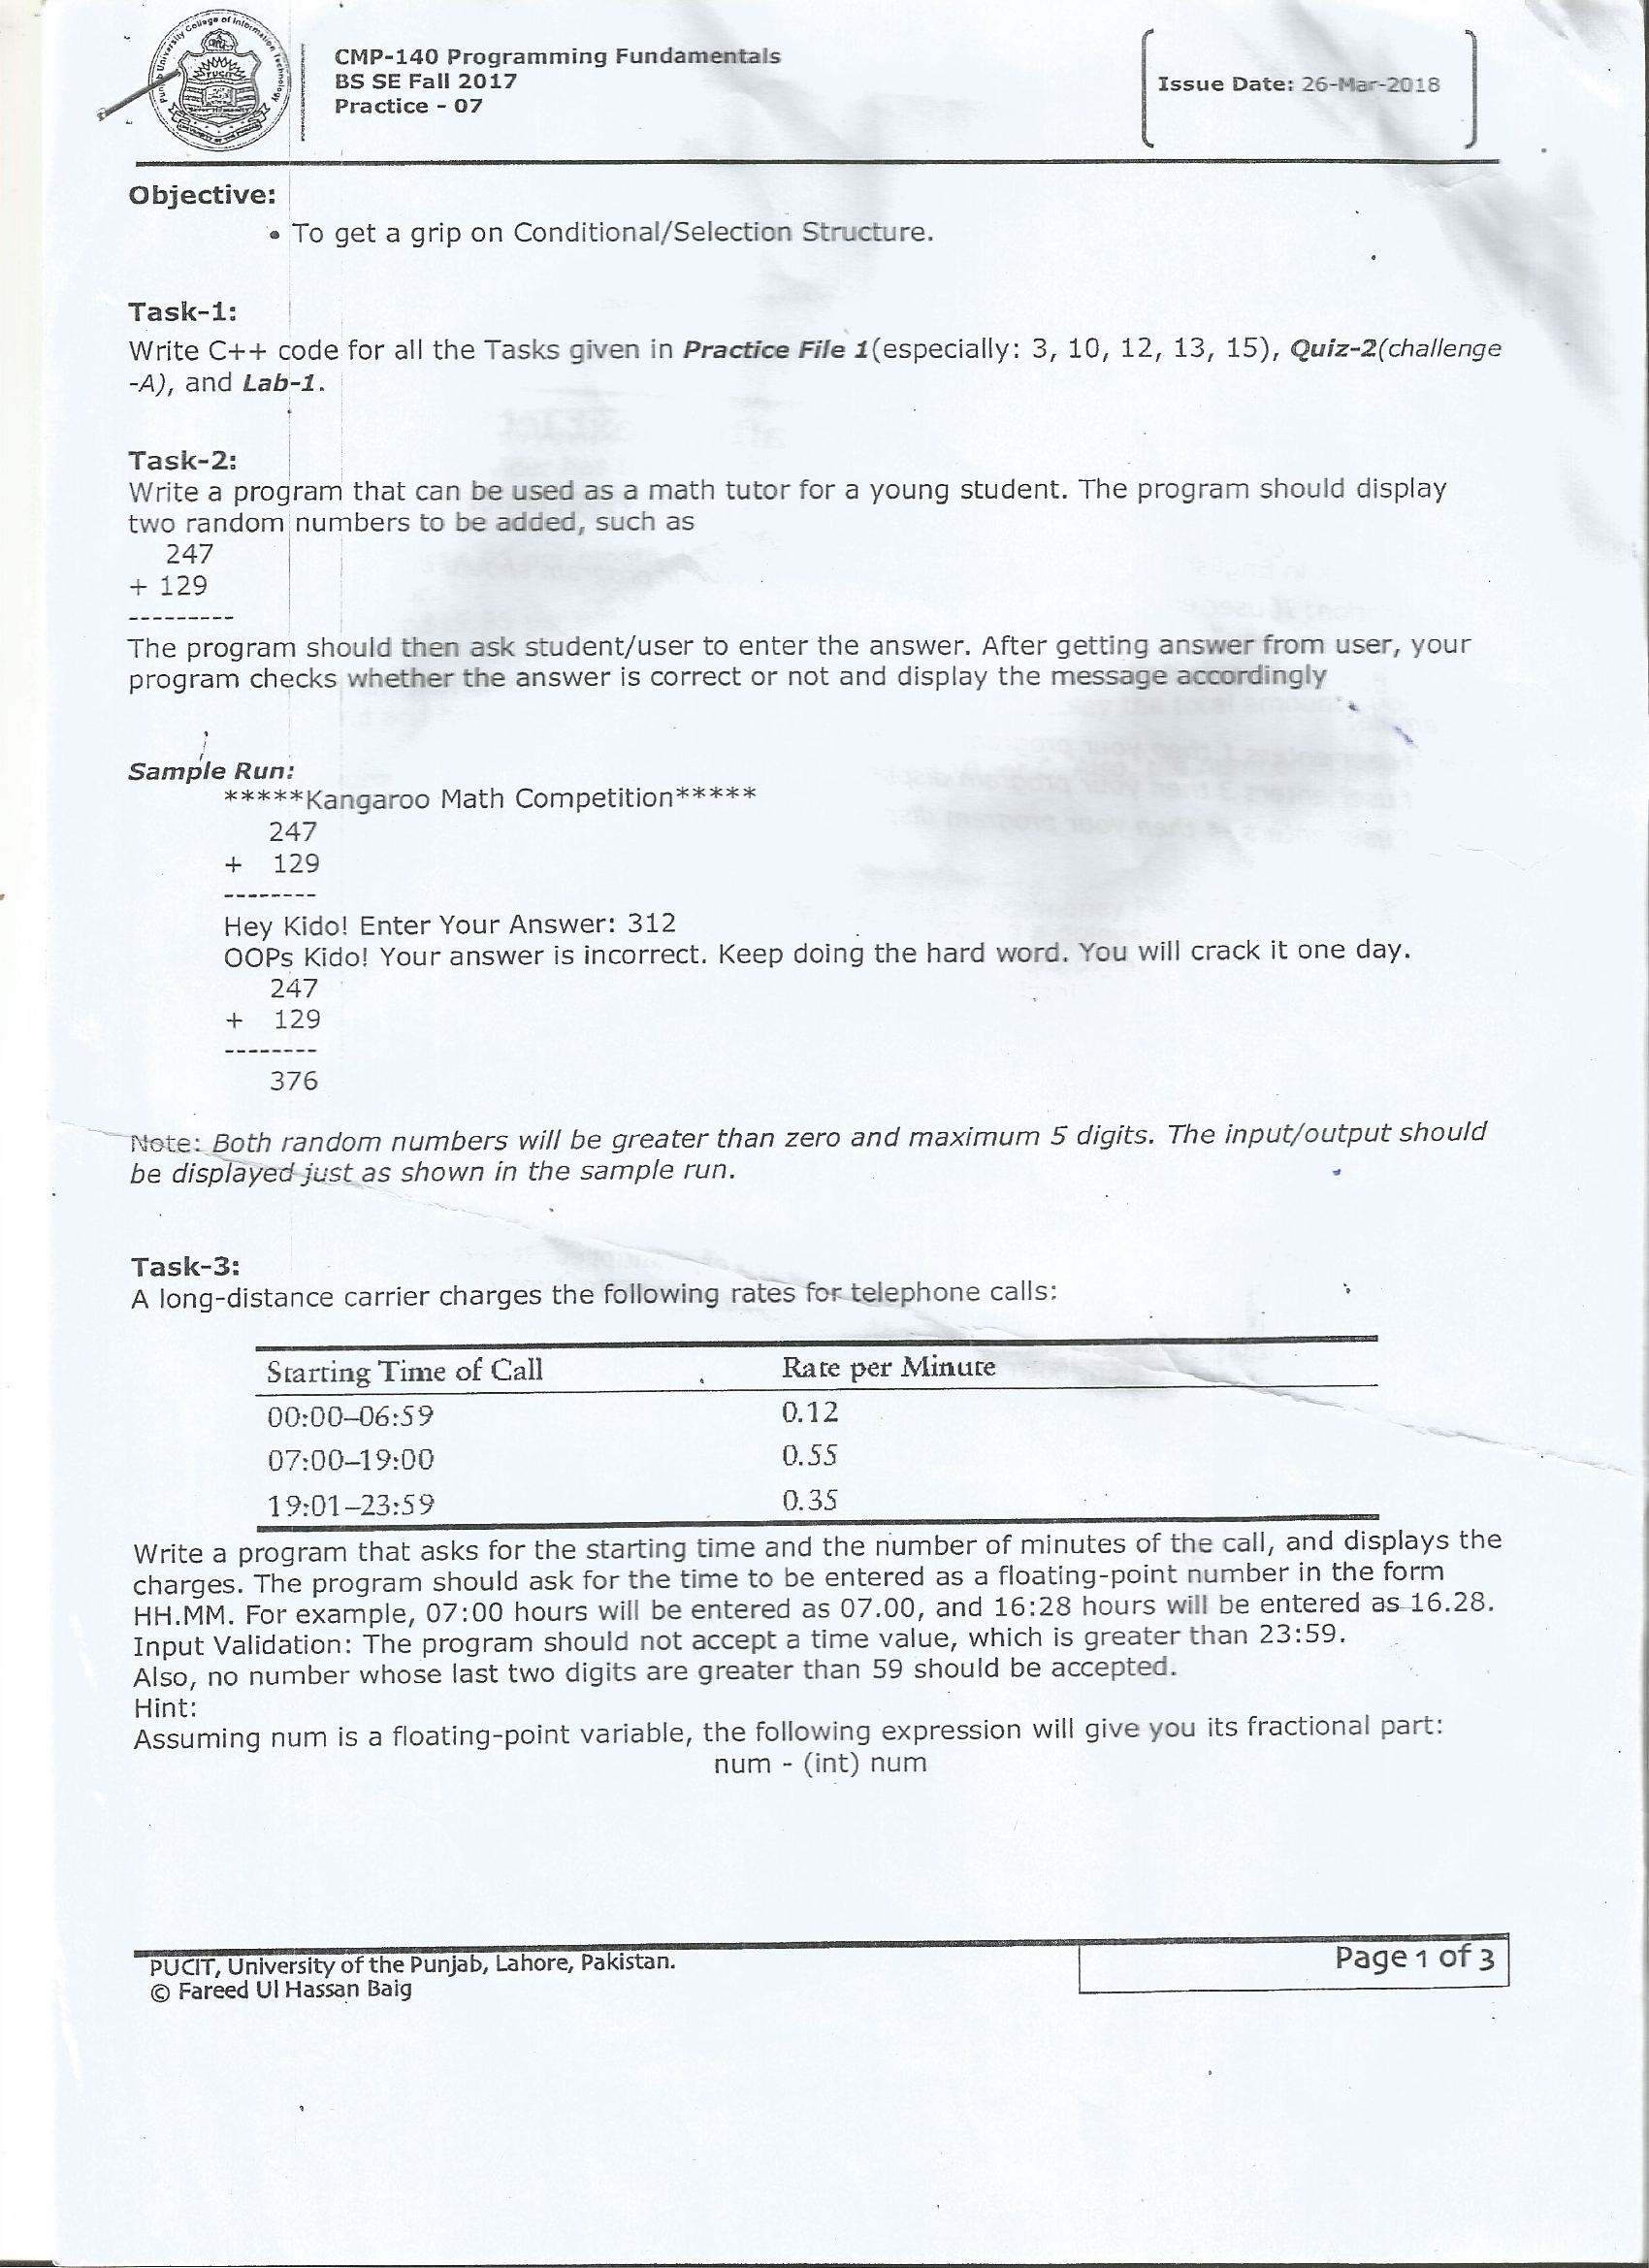 Punjab University College of Information Technology
PUCIT
CMP-140 Programming Fundamentals
BS SE Fall 2017
Practice - 07
Issue Date: 26-Mar-2018
Objective:
• To get a grip on Conditional/Selection Structure.
Task-1:
Write C++ code for all the Tasks given in Practice File 1(especially: 3, 10, 12, 13, 15), Quiz-2(challenge
-A), and Lab-1.
Task-2:
Write a program that can be used as a math tutor for a young student. The program should display
two random numbers to be added, such as
247
+ 129
---------
The program should then ask student/user to enter the answer. After getting answer from user, your
program checks whether the answer is correct or not and display the message accordingly
Sample Run:
*****Kangaroo Math Competition*****
247
+ 129
--------
Hey Kido! Enter Your Answer: 312
OOPs Kido! Your answer is incorrect. Keep doing the hard word. You will crack it one day.
247
+ 129
--------
376
Note: Both random numbers will be greater than zero and maximum 5 digits. The input/output should
be displayed just as shown in the sample run.
Task-3:
A long-distance carrier charges the following rates for telephone calls:
Starting Time of Call Rate per Minute
00:00–06:59 0.12
07:00–19:00 0.55
19:01–23:59 0.35
Write a program that asks for the starting time and the number of minutes of the call, and displays the
charges. The program should ask for the time to be entered as a floating-point number in the form
HH.MM. For example, 07:00 hours will be entered as 07.00, and 16:28 hours will be entered as 16.28.
Input Validation: The program should not accept a time value, which is greater than 23:59.
Also, no number whose last two digits are greater than 59 should be accepted.
Hint:
Assuming num is a floating-point variable, the following expression will give you its fractional part:
num - (int) num
PUCIT, University of the Punjab, Lahore, Pakistan.
© Fareed Ul Hassan Baig
Page 1 of 3